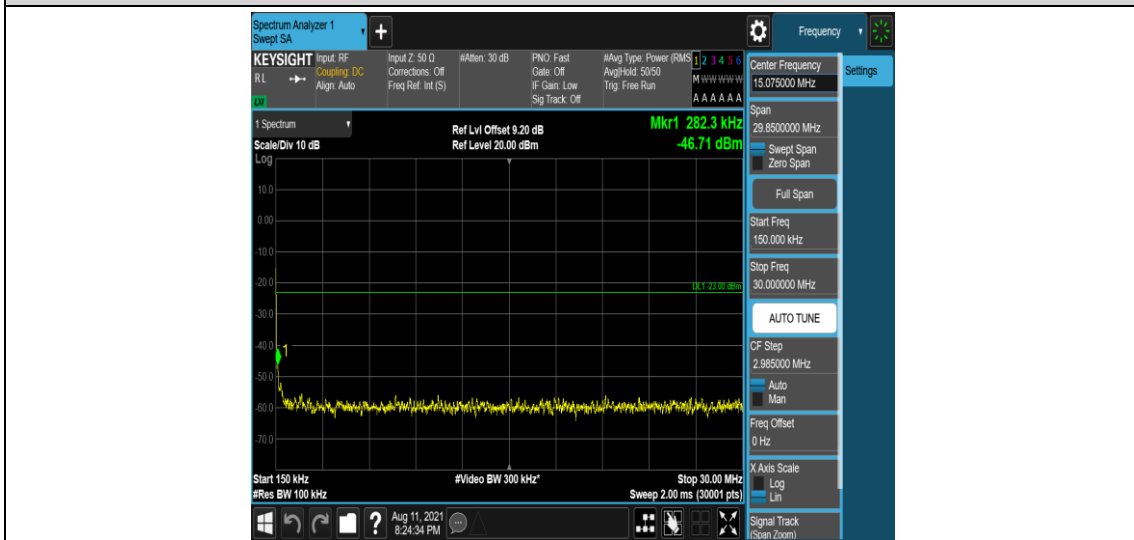 Spectrum Analyzer 1
Swept SA
Frequency
KEYSIGHT
RL
LXI
Input: RF
Coupling: DC
Align: Auto
Input Z: 50 Ω
Corrections: Off
Freq Ref: Int (S)
#Atten: 30 dB
PNO: Fast
Gate: Off
IF Gain: Low
Sig Track: Off
#Avg Type: Power (RMS
Avg|Hold: 50/50
Trig: Free Run
1 2 3 4 5 6
M W W W W W
A A A A A A
1 Spectrum
Scale/Div 10 dB
Ref Lvl Offset 9.20 dB
Ref Level 20.00 dBm
Mkr1 282.3 kHz
-46.71 dBm
Log
10.0
0.00
-10.0
-20.0
DL1 -23.00 dBm
-30.0
-40.0
1
-50.0
-60.0
-70.0
Start 150 kHz
#Res BW 100 kHz
#Video BW 300 kHz*
Stop 30.00 MHz
Sweep 2.00 ms (30001 pts)
Aug 11, 2021
8:24:34 PM
Center Frequency
15.075000 MHz
Settings
Span
29.8500000 MHz
Swept Span
Zero Span
Full Span
Start Freq
150.000 kHz
Stop Freq
30.000000 MHz
AUTO TUNE
CF Step
2.985000 MHz
Auto
Man
Freq Offset
0 Hz
X Axis Scale
Log
Lin
Signal Track
(Span Zoom)